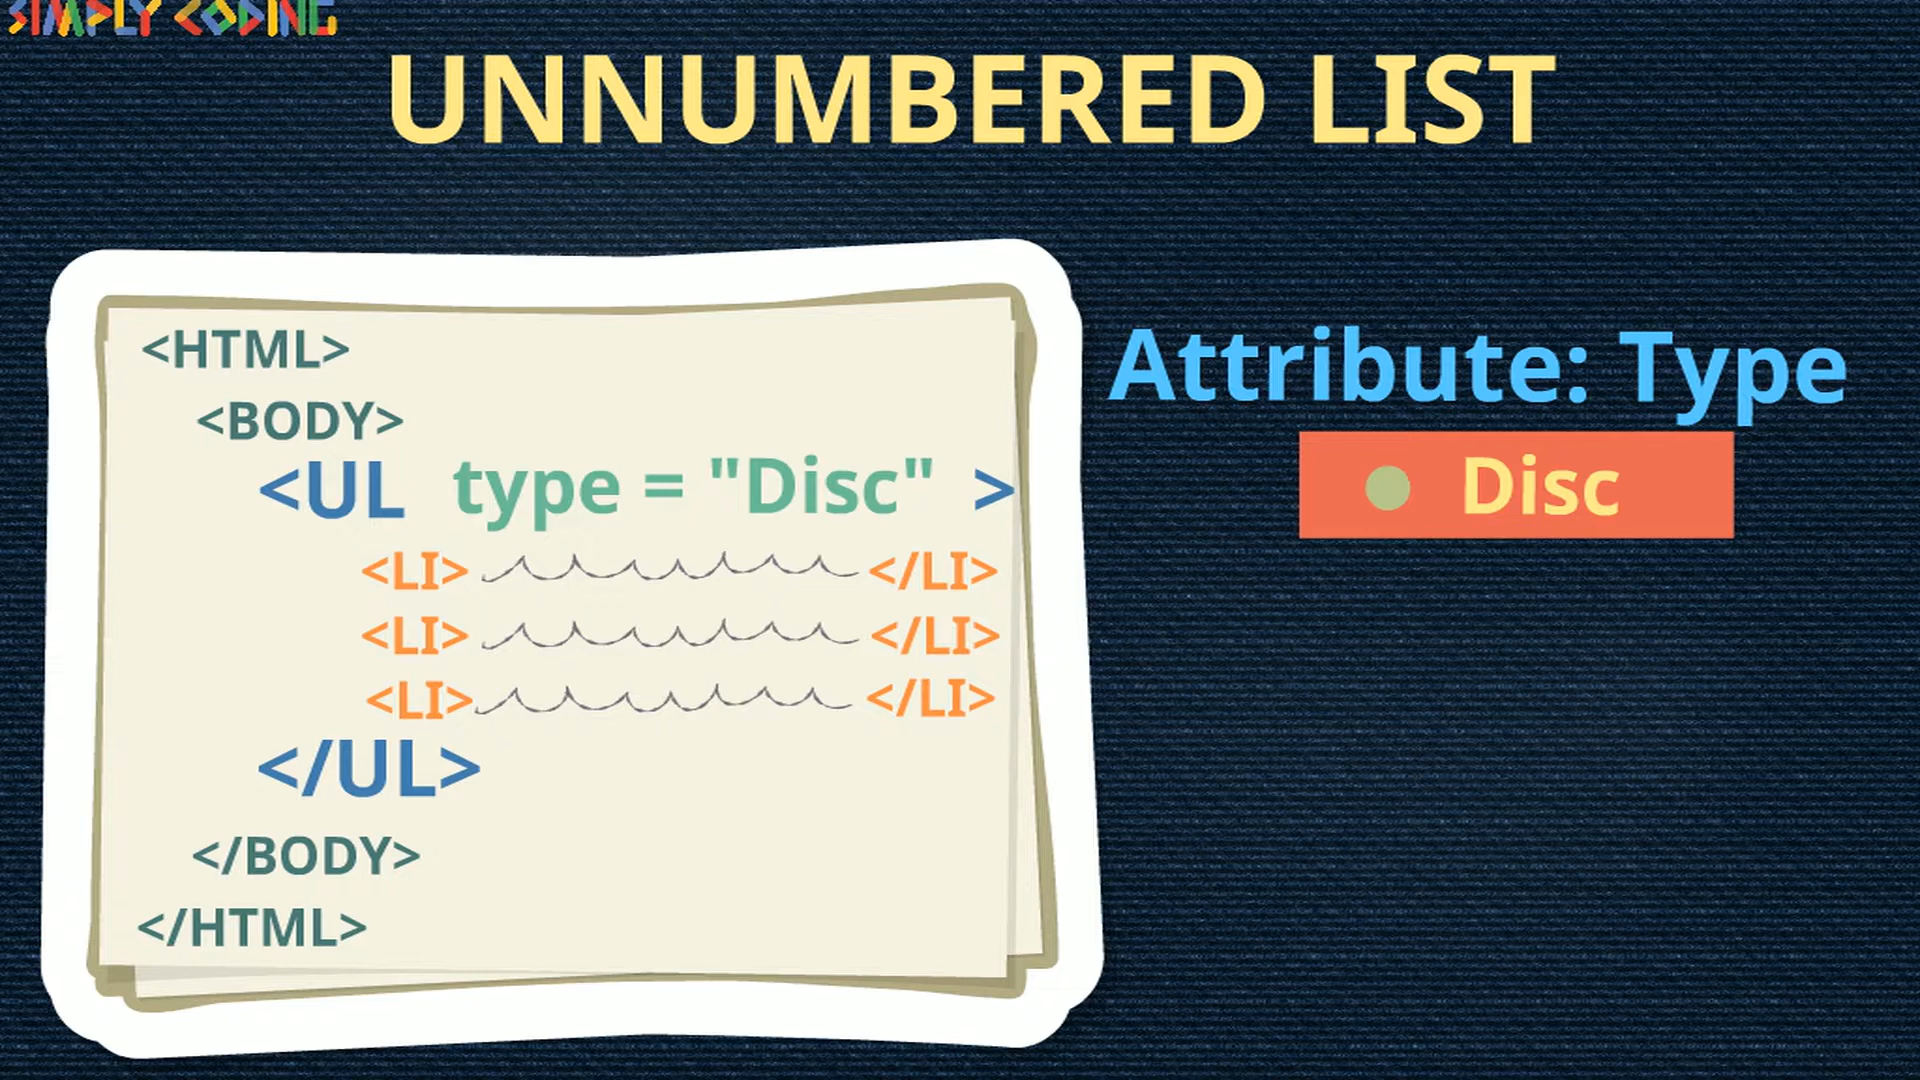 SIMPLY CODING
UNNUMBERED LIST
<HTML>
<BODY>
<UL type = "Disc" >
<LI> </LI>
<LI> </LI>
<LI> </LI>
</UL>
</BODY>
</HTML>
Attribute: Type
Disc